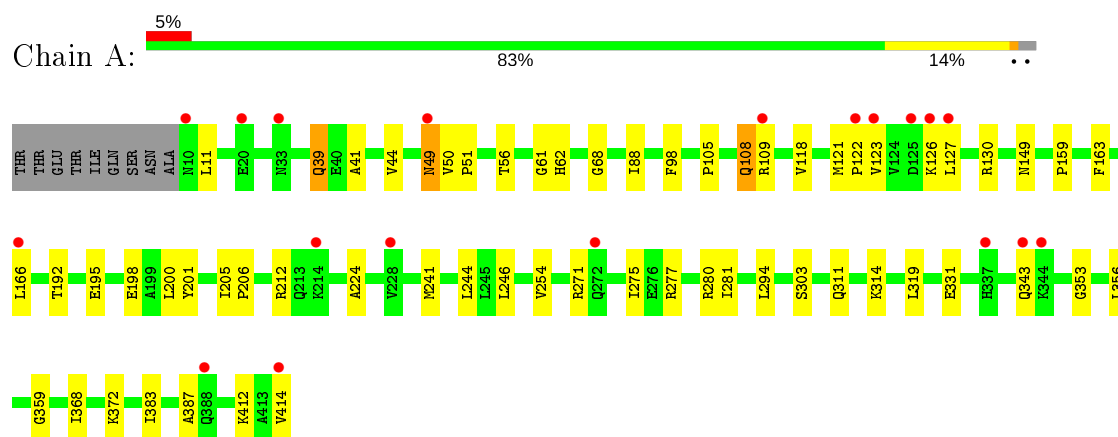 5%
Chain A:
83% 14% • •
THR THR GLU THR ILE GLN SER ASN ALA N10 L11 E20 N33 Q39 E40 A41 V44 N49 V50 P51 T56 G61 H62 G68 I88 F98 P105 Q108 R109 V118 M121 P122 V123 V124 D125 K126 L127 R130 N149 P159 F163
L166 T192 E195 E198 A199 L200 Y201 I205 P206 R212 Q213 K214 A224 V228 M241 L244 L245 L246 V254 R271 Q272 I275 E276 R277 R280 I281 L294 S303 Q311 K314 L319 E331 H337 Q343 K344 G353
G359 I368 K372 I383 A387 Q388 K412 A413 V414